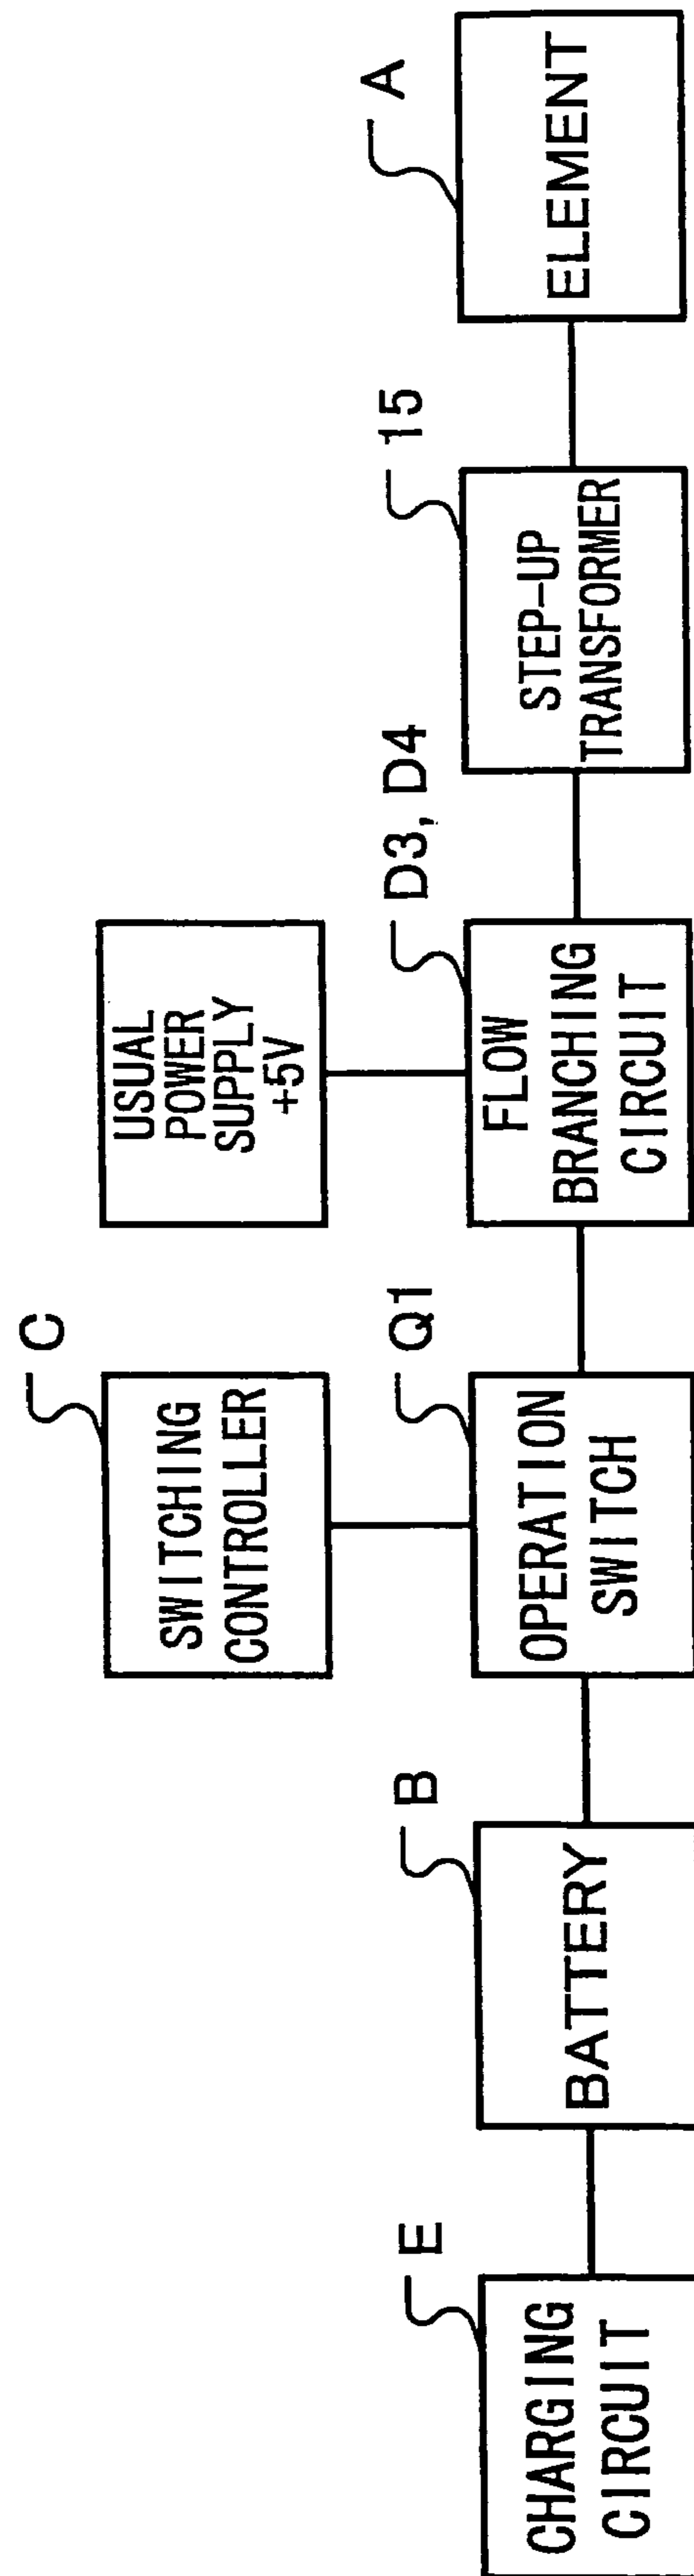 E
CHARGING
CIRCUIT
B
BATTERY
C
SWITCHING
CONTROLLER
Q1
OPERATION
SWITCH
USUAL
POWER
SUPPLY
+5V
D3, D4
FLOW
BRANCHING
CIRCUIT
15
STEP-UP
TRANSFORMER
A
ELEMENT